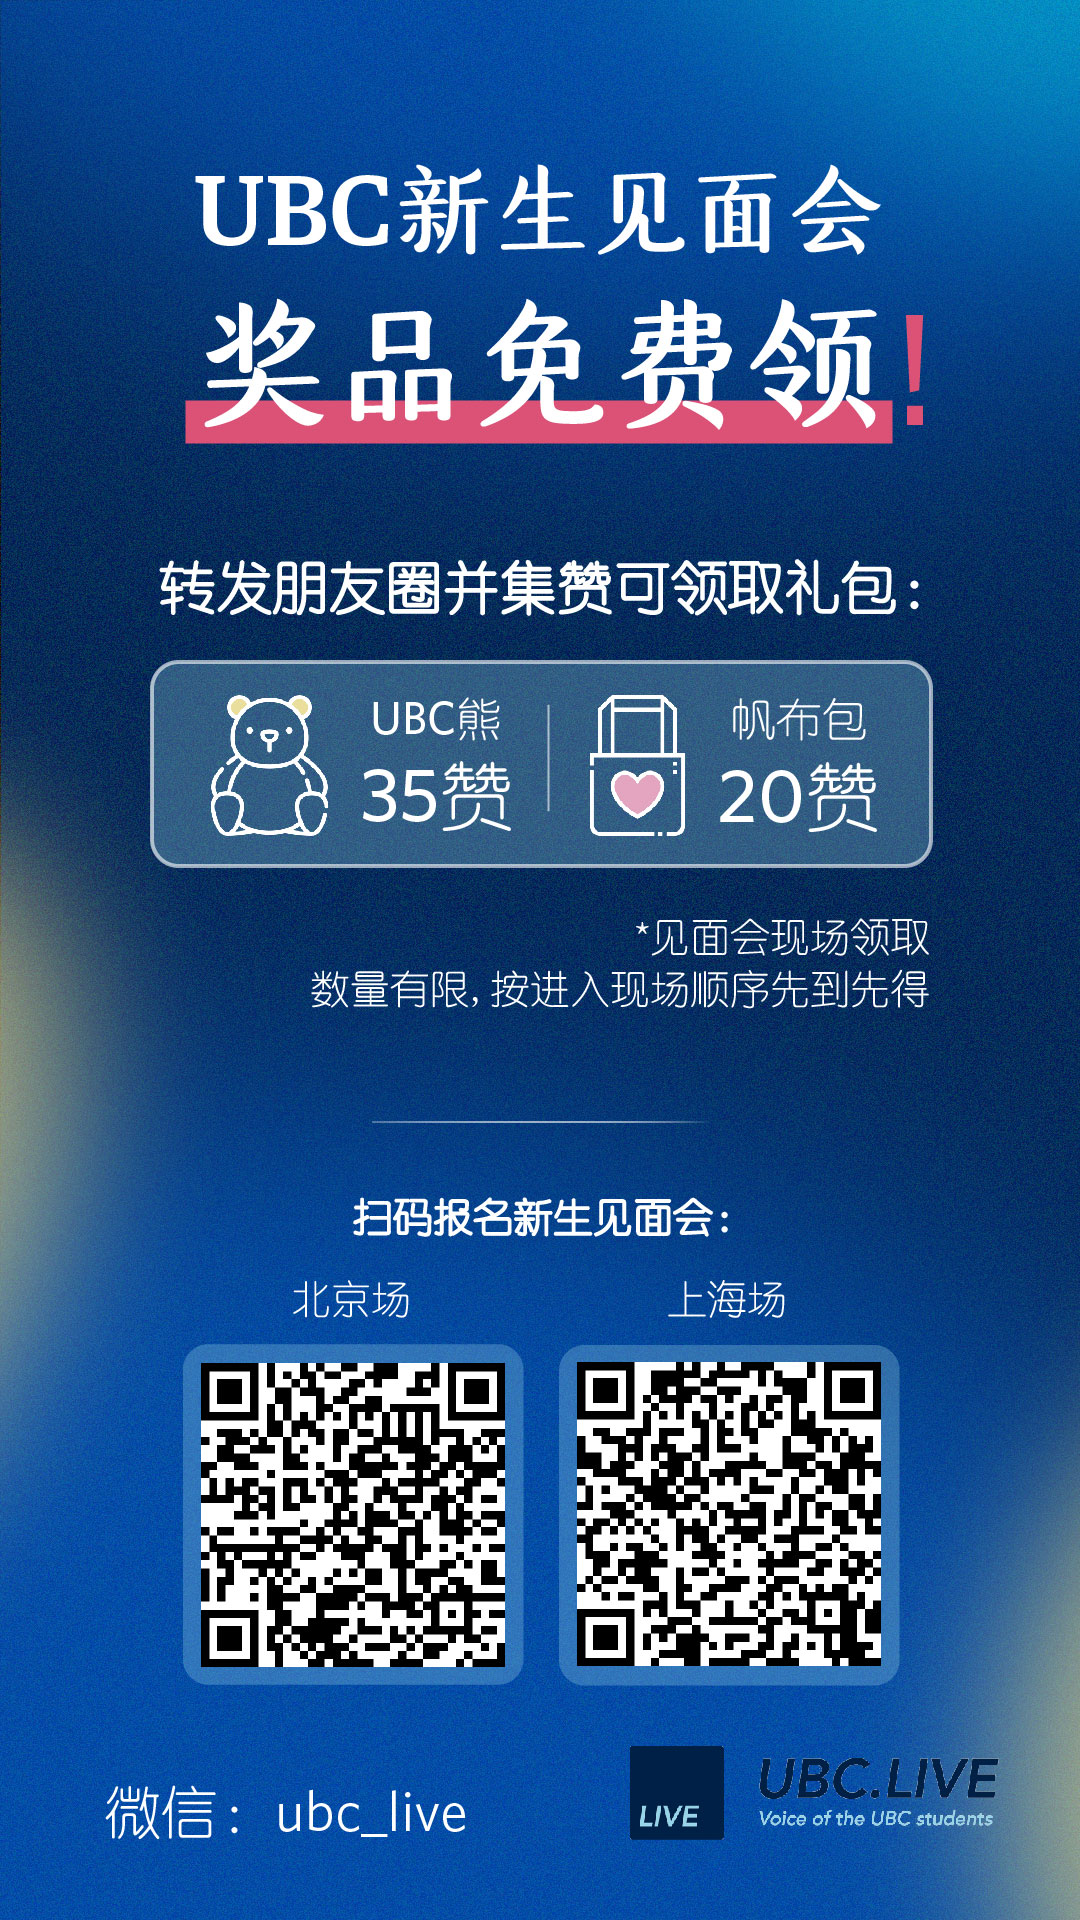 UBC新生见面会
奖品免费领!
转发朋友圈并集赞可领取礼包:
UBC熊
35赞
帆布包
20赞
*见面会现场领取
数量有限, 按进入现场顺序先到先得
扫码报名新生见面会:
北京场
上海场
微信: ubc_live
LIVE
UBC.LIVE
Voice of the UBC students